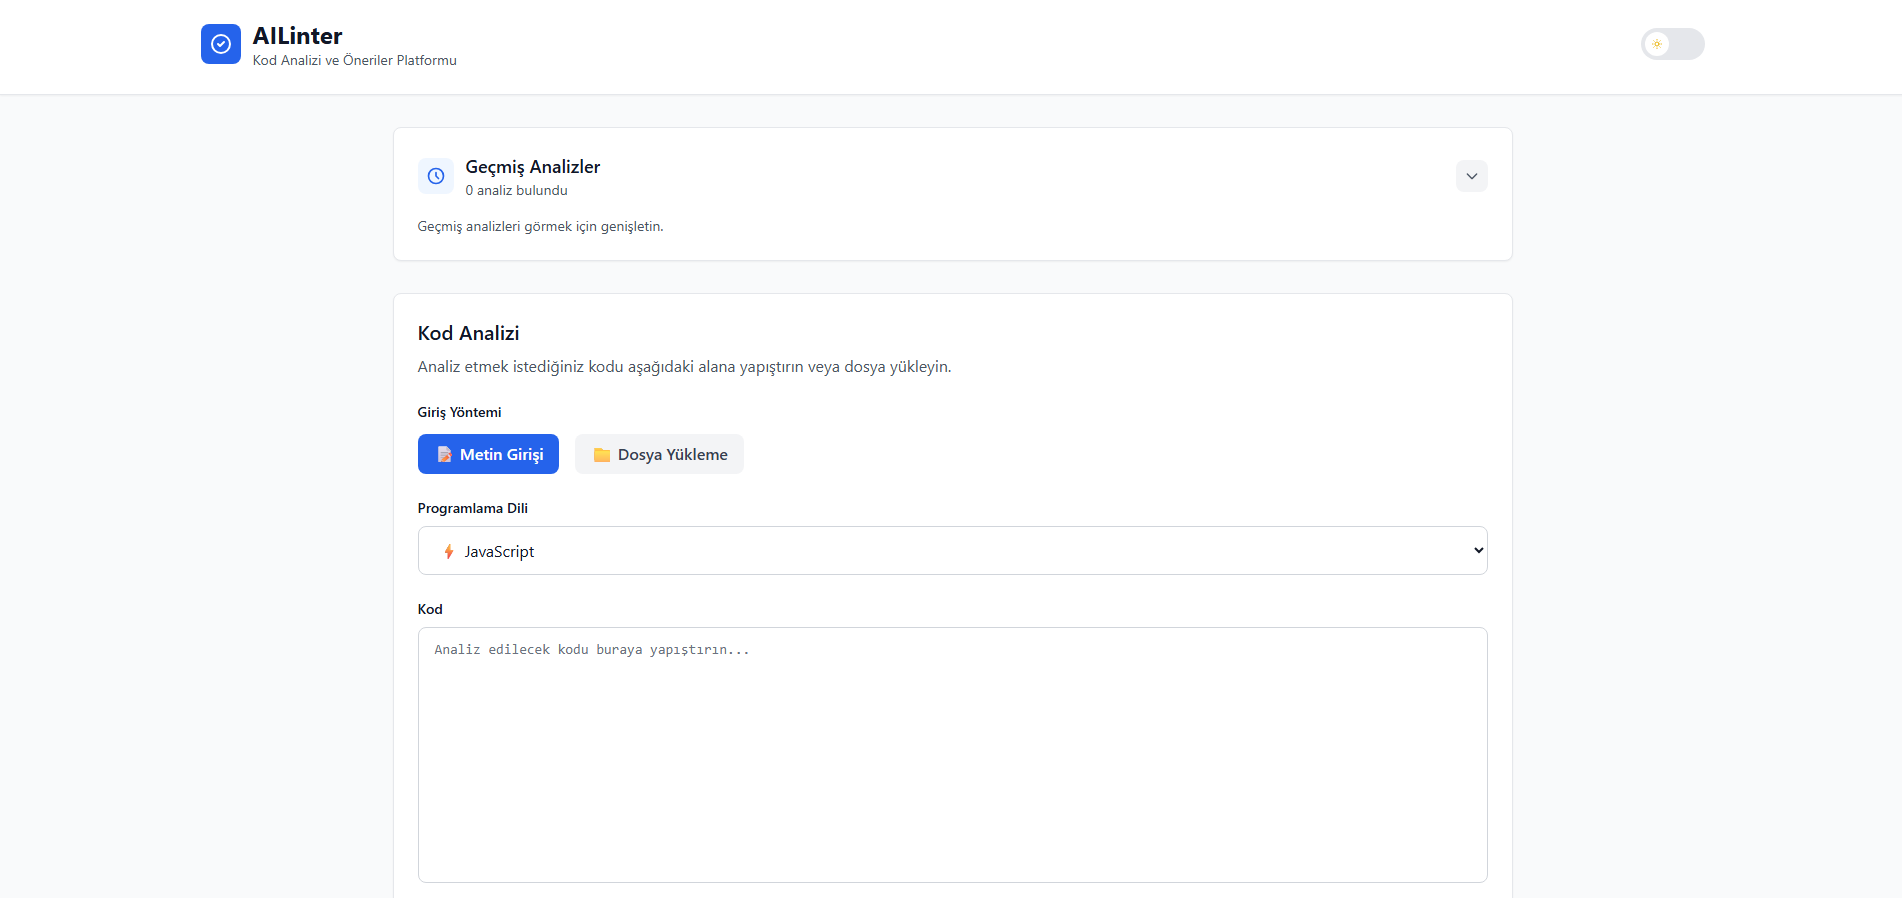 AILinter
Kod Analizi ve Öneriler Platformu
Geçmiş Analizler
0 analiz bulundu
Geçmiş analizleri görmek için genişletin.
Kod Analizi
Analiz etmek istediğiniz kodu aşağıdaki alana yapıştırın veya dosya yükleyin.
Giriş Yöntemi
Metin Girişi
Dosya Yükleme
Programlama Dili
JavaScript
Kod
Analiz edilecek kodu buraya yapıştırın...